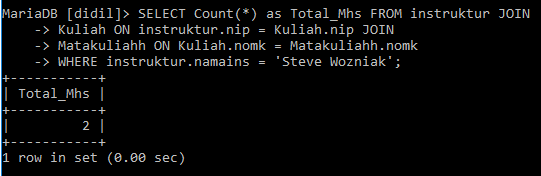 MariaDB [didil]> SELECT Count(*) as Total_Mhs FROM instruktur JOIN
    -> Kuliah ON instruktur.nip = Kuliah.nip JOIN
    -> Matakuliahh ON Kuliah.nomk = Matakuliahh.nomk
    -> WHERE instruktur.namains = 'Steve Wozniak';
+-----------+
| Total_Mhs |
+-----------+
|         2 |
+-----------+
1 row in set (0.00 sec)